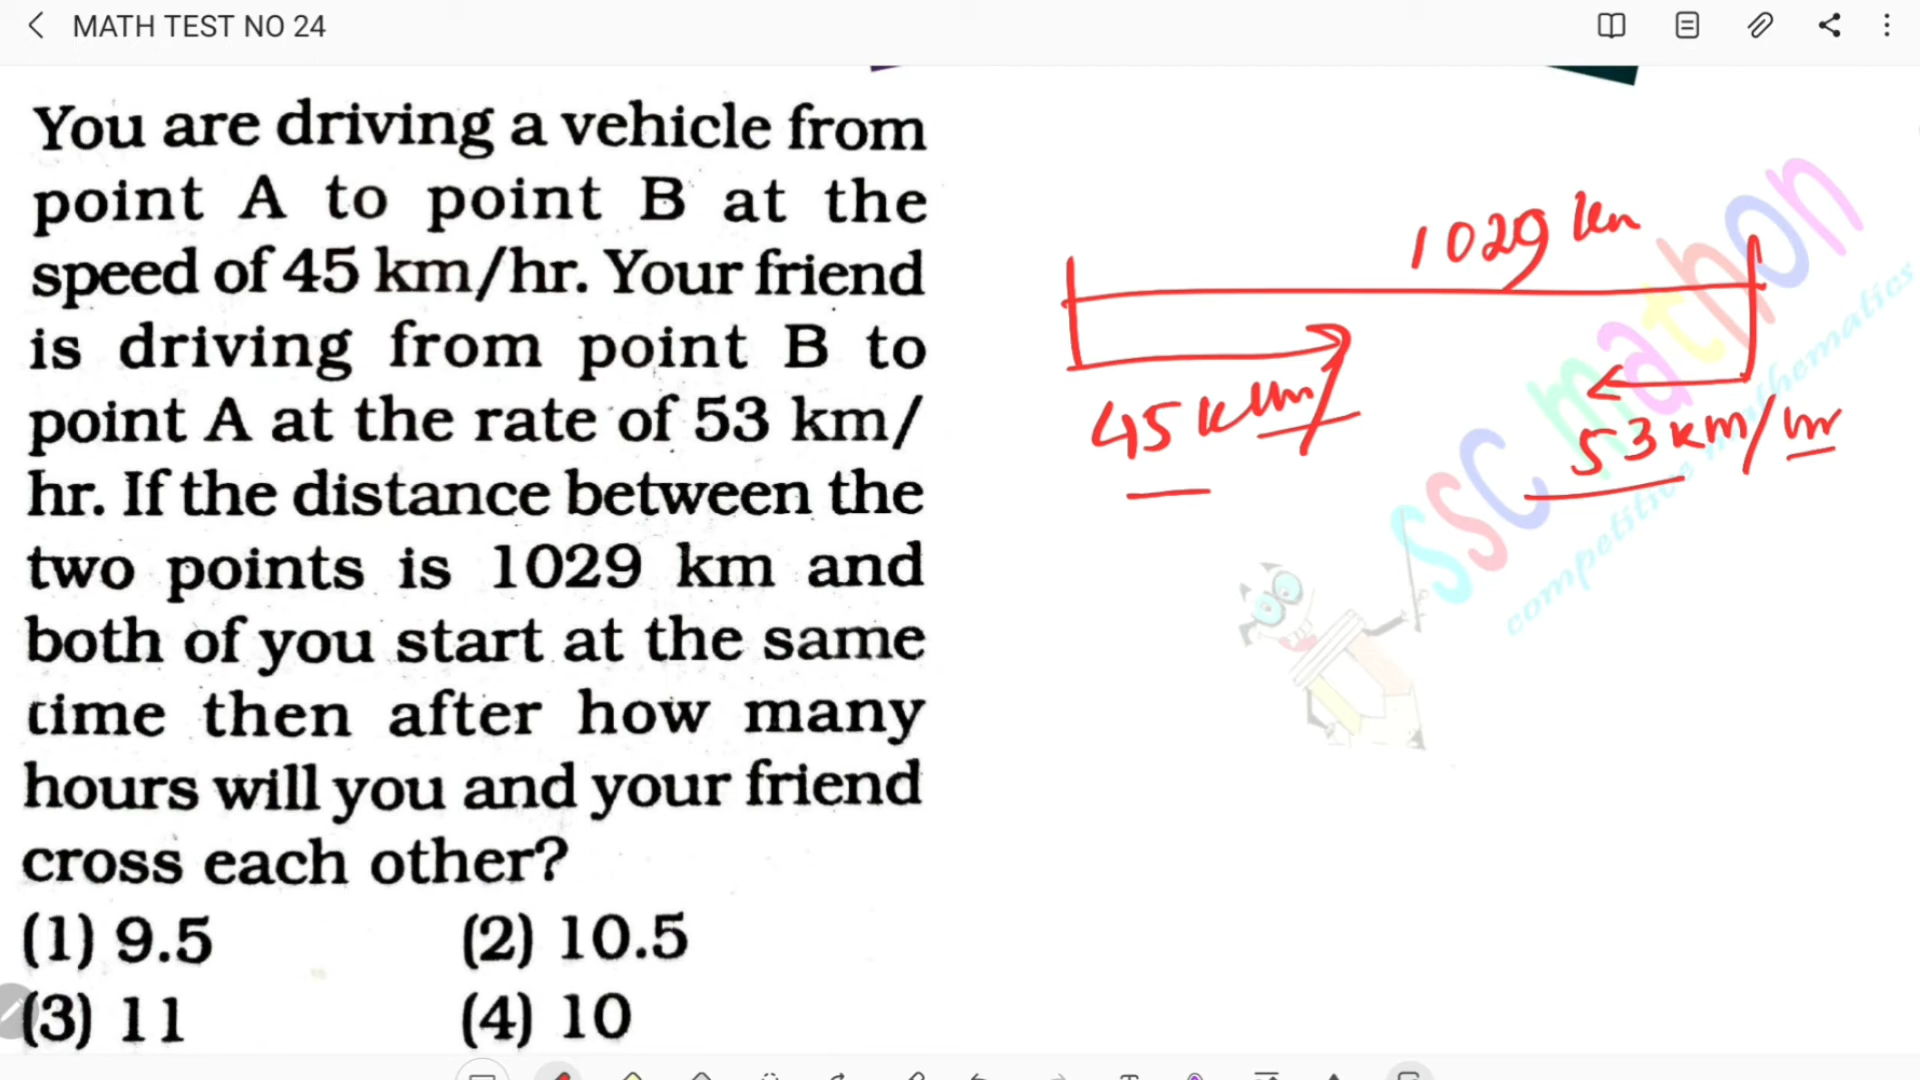 MATH TEST NO 24
You are driving a vehicle from
point A to point B at the
speed of 45 km/hr. Your friend
is driving from point B to
point A at the rate of 53 km/
hr. If the distance between the
two points is 1029 km and
both of you start at the same
time then after how many
hours will you and your friend
cross each other?
(1) 9.5 (2) 10.5
(3) 11 (4) 10
1029 km
45
53 km/hr
SSC mathon
competitive mathematics